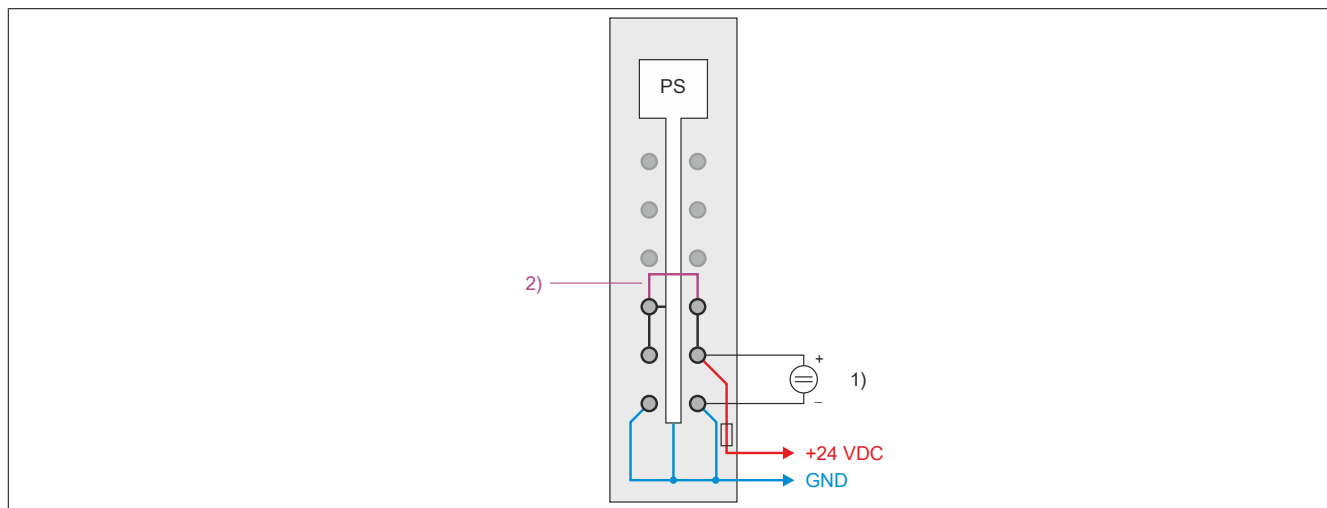 PS
2)
+
1)
–
+24 VDC
GND